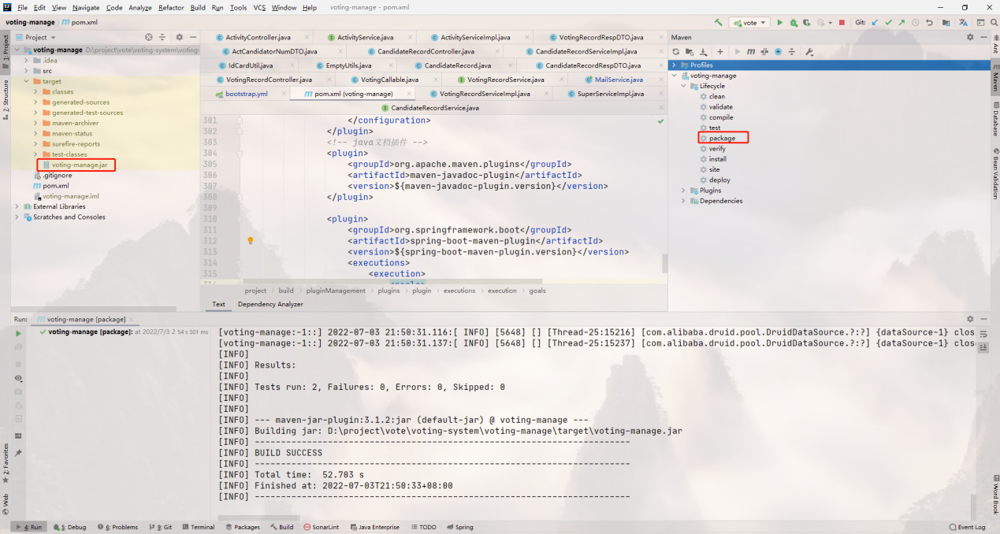 File Edit View Navigate Code Analyze Refactor Build Run Tools VCS Window Help voting-manage - pom.xml
voting-manage pom.xml vote Git:
1: Project
7: Structure
2: Favorites
Web
Project
voting-manage D:\project\vote\voting-system\voting-
.idea
src
target
classes
generated-sources
generated-test-sources
maven-archiver
maven-status
surefire-reports
test-classes
voting-manage.jar
.gitignore
pom.xml
voting-manage.iml
External Libraries
Scratches and Consoles
ActivityController.java ActivityService.java ActivityServiceImpl.java VotingRecordRespDTO.java
ActCandidatorNumDTO.java CandidateRecordController.java CandidateRecordServiceImpl.java
IdCardUtil.java EmptyUtils.java CandidateRecord.java CandidateRecordRespDTO.java
VotingRecordController.java VotingCallable.java VotingRecordService.java MailService.java
bootstrap.yml pom.xml (voting-manage) VotingRecordServiceImpl.java SuperServiceImpl.java
CandidateRecordService.java
301 </configuration>
302 </plugin>
303 <!-- java文档插件 -->
304 <plugin>
305 <groupId>org.apache.maven.plugins</groupId>
306 <artifactId>maven-javadoc-plugin</artifactId>
307 <version>${maven-javadoc-plugin.version}</version>
308 </plugin>
309
310 <plugin>
311 <groupId>org.springframework.boot</groupId>
312 <artifactId>spring-boot-maven-plugin</artifactId>
313 <version>${spring-boot-maven-plugin.version}</version>
314 <executions>
315 <execution>
316 <goals>
project build pluginManagement plugins plugin executions execution goals
Text Dependency Analyzer
Maven
Profiles
voting-manage
Lifecycle
clean
validate
compile
test
package
verify
install
site
deploy
Plugins
Dependencies
Ant
Maven
Database
Bean Validation
Word Book
Run: voting-manage [package]
voting-manage [package]: at 2022/7/3 2 54 s 301 ms
[voting-manage:-1::] 2022-07-03 21:50:31.116:[ INFO] [5648] [] [Thread-25:15216] [com.alibaba.druid.pool.DruidDataSource.?:?] {dataSource-1} clos
[voting-manage:-1::] 2022-07-03 21:50:31.137:[ INFO] [5648] [] [Thread-25:15237] [com.alibaba.druid.pool.DruidDataSource.?:?] {dataSource-1} close
[INFO]
[INFO] Results:
[INFO]
[INFO] Tests run: 2, Failures: 0, Errors: 0, Skipped: 0
[INFO]
[INFO]
[INFO] --- maven-jar-plugin:3.1.2:jar (default-jar) @ voting-manage ---
[INFO] Building jar: D:\project\vote\voting-system\voting-manage\target\voting-manage.jar
[INFO] ------------------------------------------------------------------------
[INFO] BUILD SUCCESS
[INFO] ------------------------------------------------------------------------
[INFO] Total time:  52.703 s
[INFO] Finished at: 2022-07-03T21:50:33+08:00
[INFO] ------------------------------------------------------------------------
4: Run 5: Debug 6: Problems 9: Git Terminal Packages Build SonarLint Java Enterprise TODO Spring Event Log